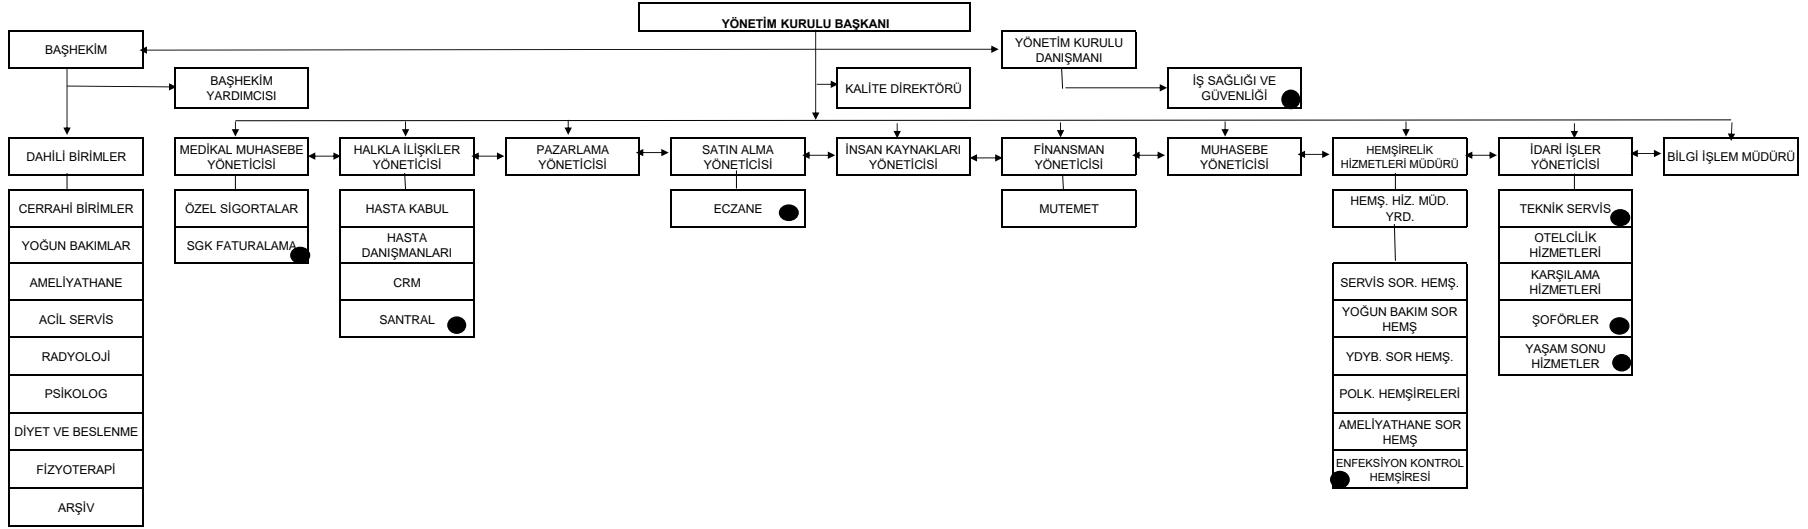 YÖNETİM KURULU BAŞKANI
BAŞHEKİM
YÖNETİM KURULU
DANIŞMANI
BAŞHEKİM
YARDIMCISI
KALİTE DİREKTÖRÜ
İŞ SAĞLIĞI VE
GÜVENLİĞİ
DAHİLİ BİRİMLER
MEDİKAL MUHASEBE
YÖNETİCİSİ
HALKLA İLİŞKİLER
YÖNETİCİSİ
PAZARLAMA
YÖNETİCİSİ
SATIN ALMA
YÖNETİCİSİ
İNSAN KAYNAKLARI
YÖNETİCİSİ
FİNANSMAN
YÖNETİCİSİ
MUHASEBE
YÖNETİCİSİ
HEMŞİRELİK
HİZMETLERİ MÜDÜRÜ
İDARİ İŞLER
YÖNETİCİSİ
BİLGİ İŞLEM MÜDÜRÜ
CERRAHİ BİRİMLER
YOĞUN BAKIMLAR
AMELİYATHANE
ACİL SERVİS
RADYOLOJİ
PSİKOLOG
DİYET VE BESLENME
FİZYOTERAPİ
ARŞİV
ÖZEL SİGORTALAR
SGK FATURALAMA
HASTA KABUL
HASTA
DANIŞMANLARI
CRM
SANTRAL
ECZANE
MUTEMET
HEMŞ. HİZ. MÜD.
YRD.
SERVİS SOR. HEMŞ.
YOĞUN BAKIM SOR
HEMŞ
YDYB. SOR HEMŞ.
POLK. HEMŞİRELERİ
AMELİYATHANE SOR
HEMŞ
ENFEKSİYON KONTROL
HEMŞİRESİ
TEKNİK SERVİS
OTELCİLİK
HİZMETLERİ
KARŞILAMA
HİZMETLERİ
ŞOFÖRLER
YAŞAM SONU
HİZMETLER